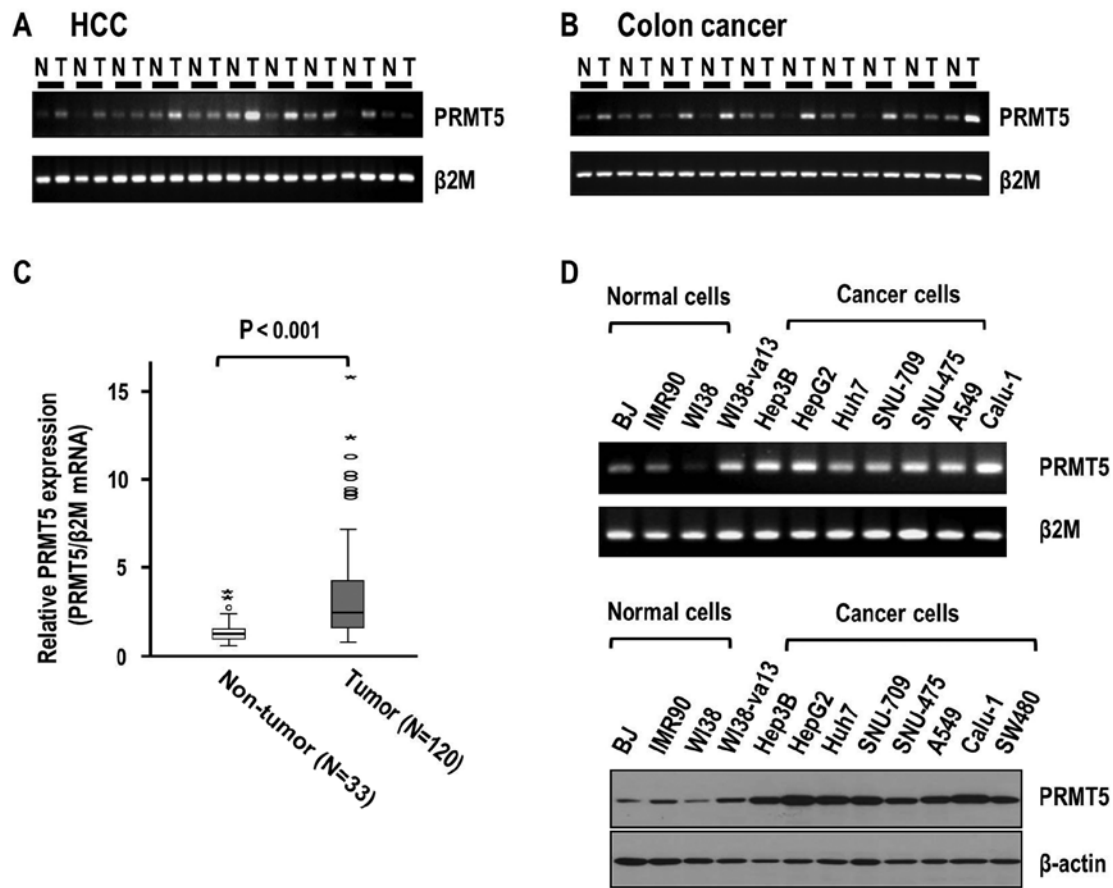 A HCC
N T N T N T N T N T N T N T N T N T N T
PRMT5
β2M
B Colon cancer
N T N T N T N T N T N T N T N T N T N T
PRMT5
β2M
C
P < 0.001
Relative PRMT5 expression
(PRMT5/β2M mRNA)
15
10
5
0
Non-tumor (N=33)
Tumor (N=120)
D
Normal cells
Cancer cells
BJ
IMR90
WI38
WI38-va13
Hep3B
HepG2
Huh7
SNU-709
SNU-475
A549
Calu-1
PRMT5
β2M
Normal cells
Cancer cells
BJ
IMR90
WI38
WI38-va13
Hep3B
HepG2
Huh7
SNU-709
SNU-475
A549
Calu-1
SW480
PRMT5
β-actin